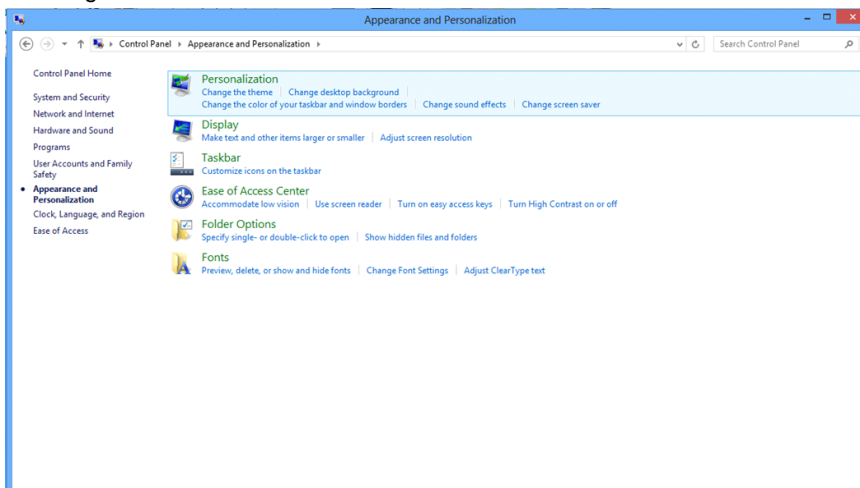 Appearance and Personalization
Control Panel Appearance and Personalization
Search Control Panel
Control Panel Home
System and Security
Network and Internet
Hardware and Sound
Programs
User Accounts and Family
Safety
Appearance and
Personalization
Clock, Language, and Region
Ease of Access
Personalization
Change the theme Change desktop background
Change the color of your taskbar and window borders Change sound effects Change screen saver
Display
Make text and other items larger or smaller Adjust screen resolution
Taskbar
Customize icons on the taskbar
Ease of Access Center
Accommodate low vision Use screen reader Turn on easy access keys Turn High Contrast on or off
Folder Options
Specify single- or double-click to open Show hidden files and folders
Fonts
Preview, delete, or show and hide fonts Change Font Settings Adjust ClearType text